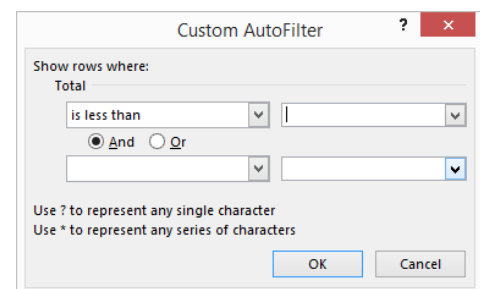 Custom AutoFilter ? ×
Show rows where:
Total
is less than
And Or
Use ? to represent any single character
Use * to represent any series of characters
OK Cancel